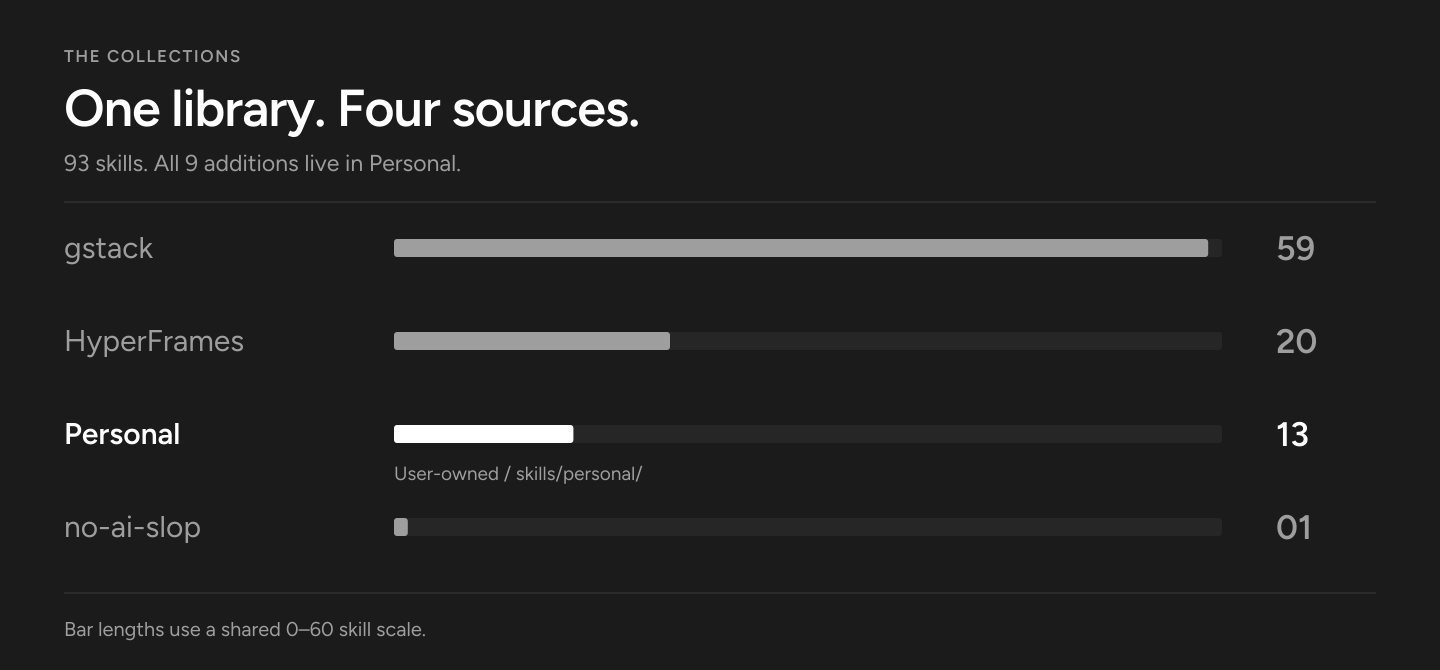 THE COLLECTIONS
One library. Four sources.
93 skills. All 9 additions live in Personal.
gstack 59
HyperFrames 20
Personal 13
User-owned / skills/personal/
no-ai-slop 01
Bar lengths use a shared 0–60 skill scale.